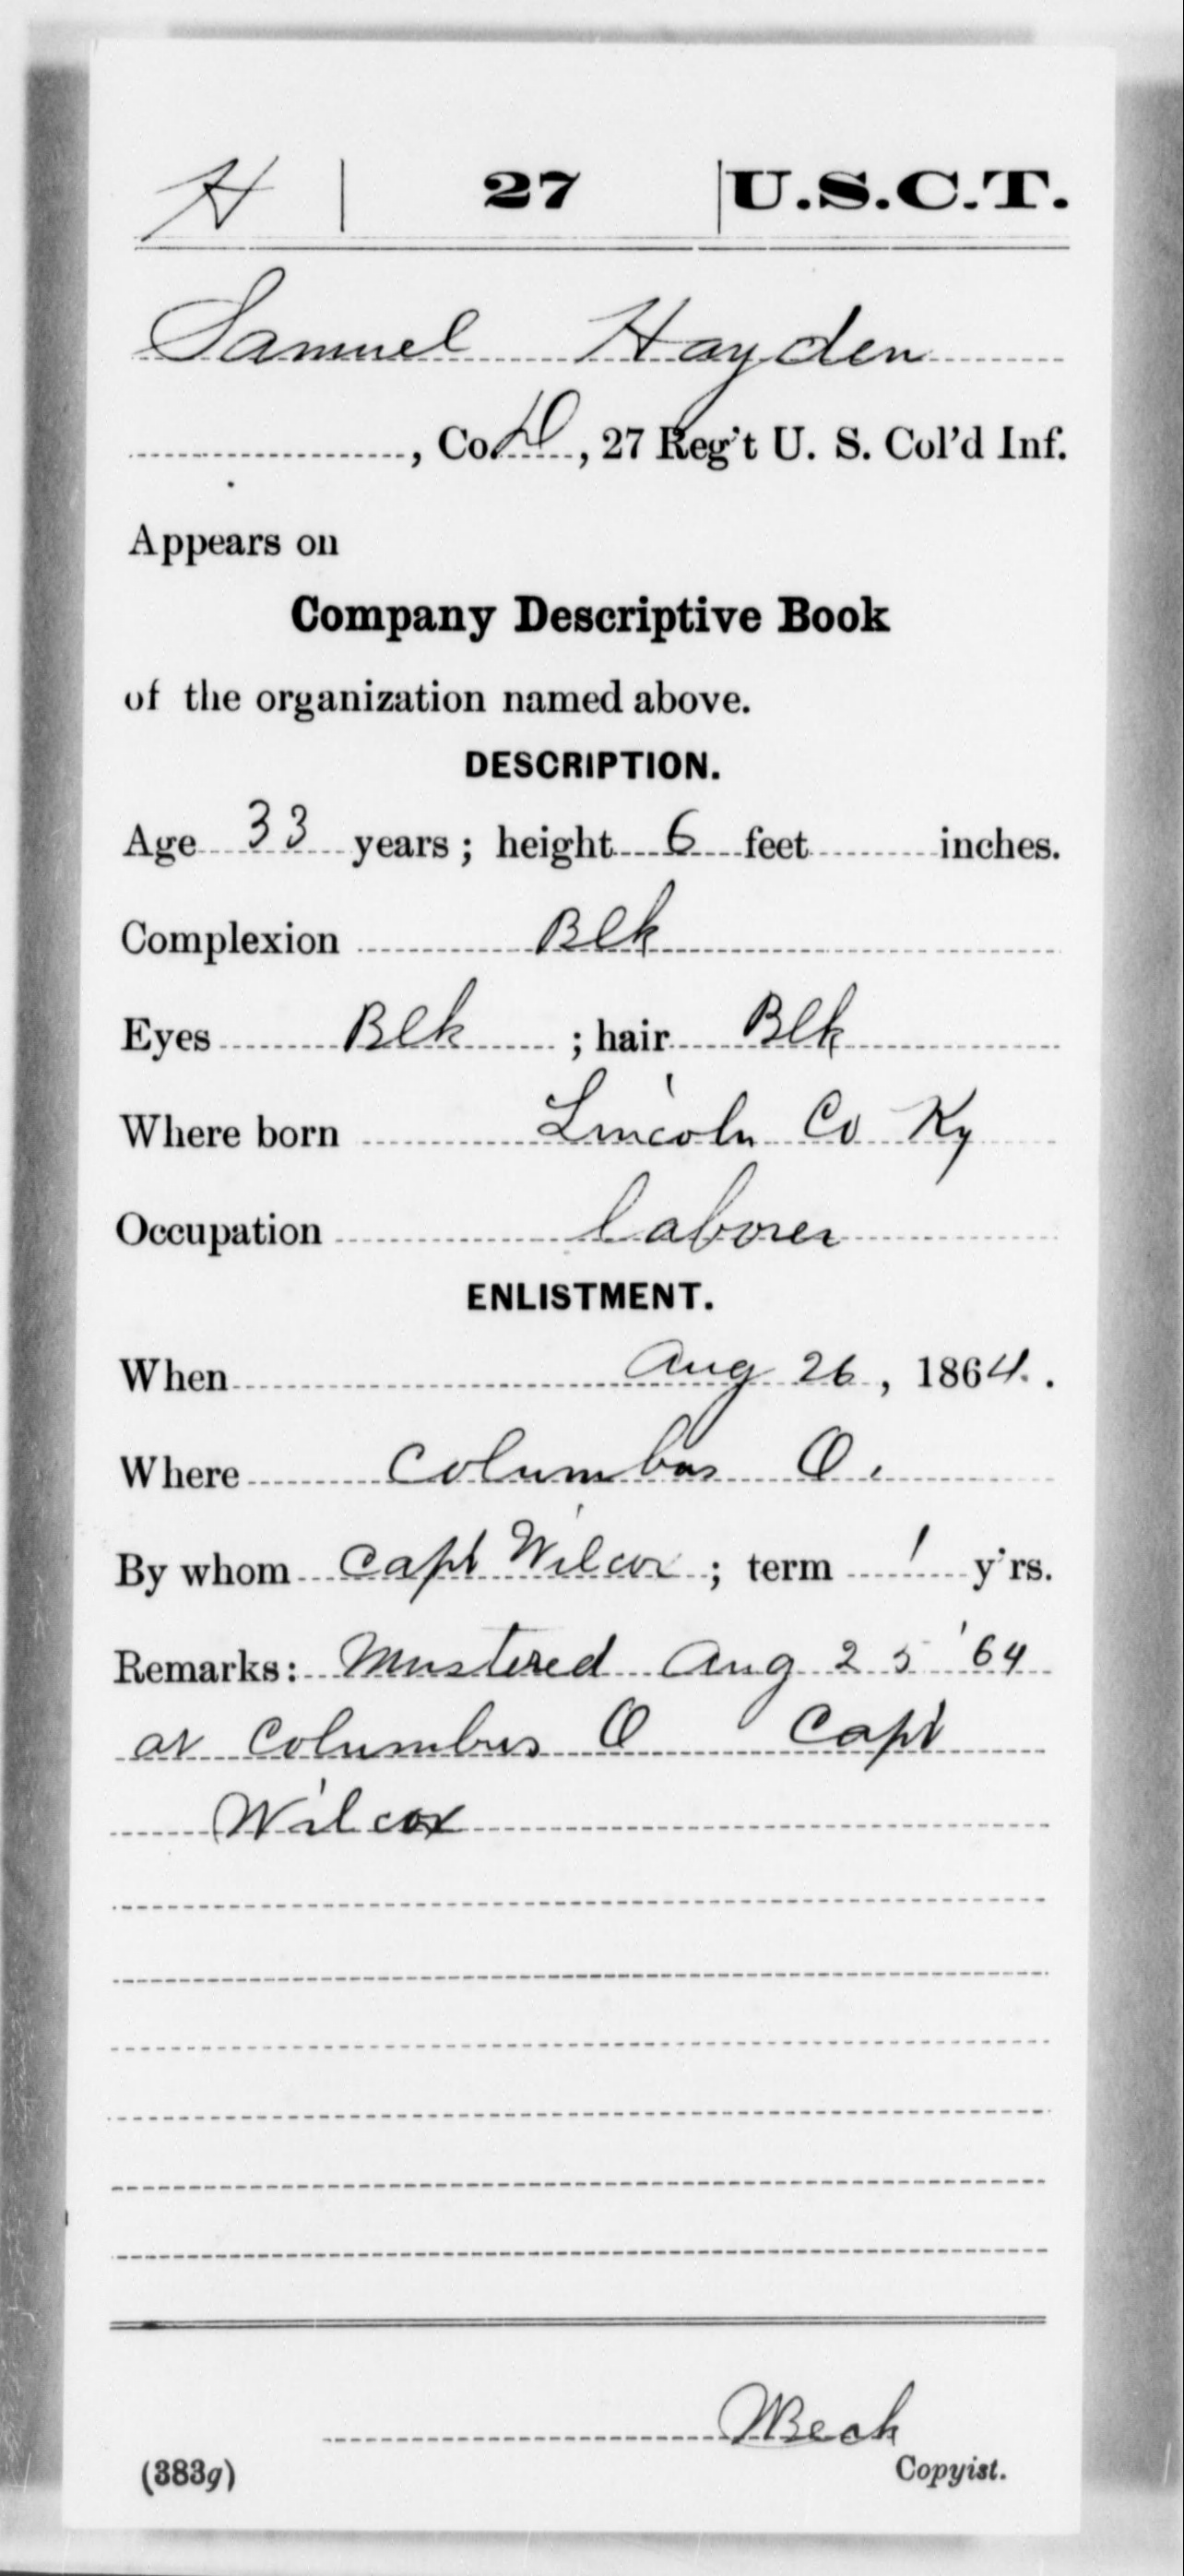 H 27 U.S.C.T.
Samuel Hayden
, Co. D, 27 Reg't U. S. Col'd Inf.
Appears on
Company Descriptive Book
of the organization named above.
DESCRIPTION.
Age 33 years; height 6 feet inches.
Complexion Blk
Eyes Blk ; hair Blk
Where born Lincoln Co Ky
Occupation laborer
ENLISTMENT.
When Aug 26, 1864.
Where Columbus O.
By whom Capt Wilcox; term 1 y'rs.
Remarks: Mustered Aug 25 '64
at Columbus O Capt
Wilcox
Beck
(383g) Copyist.